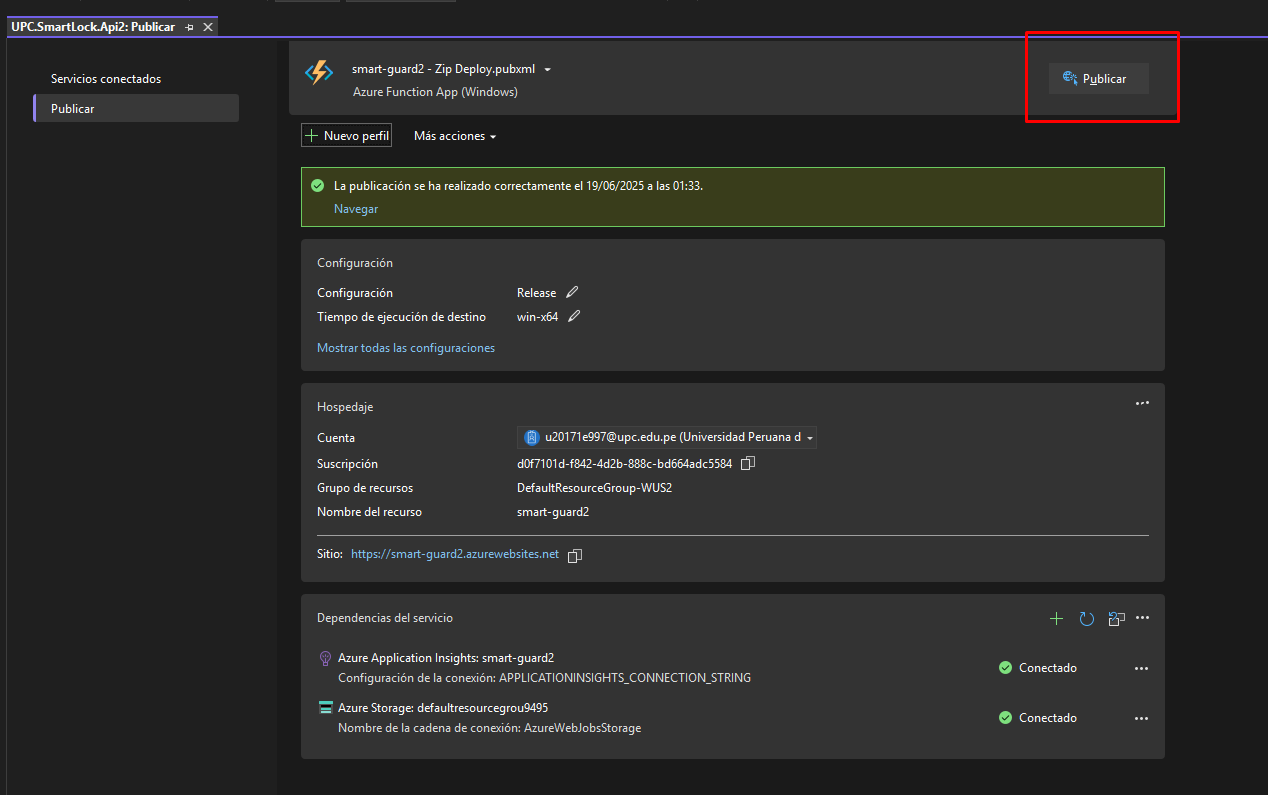 UPC.SmartLock.Api2: Publicar
Servicios conectados
Publicar
smart-guard2 - Zip Deploy.pubxml
Azure Function App (Windows)
Publicar
Nuevo perfil
Más acciones
La publicación se ha realizado correctamente el 19/06/2025 a las 01:33.
Navegar
Configuración
Configuración Release
Tiempo de ejecución de destino win-x64
Mostrar todas las configuraciones
Hospedaje
Cuenta u20171e997@upc.edu.pe (Universidad Peruana d
Suscripción d0f7101d-f842-4d2b-888c-bd664adc5584
Grupo de recursos DefaultResourceGroup-WUS2
Nombre del recurso smart-guard2
Sitio: https://smart-guard2.azurewebsites.net
Dependencias del servicio
Azure Application Insights: smart-guard2
Configuración de la conexión: APPLICATIONINSIGHTS_CONNECTION_STRING
Conectado
Azure Storage: defaultresourcegrou9495
Nombre de la cadena de conexión: AzureWebJobsStorage
Conectado